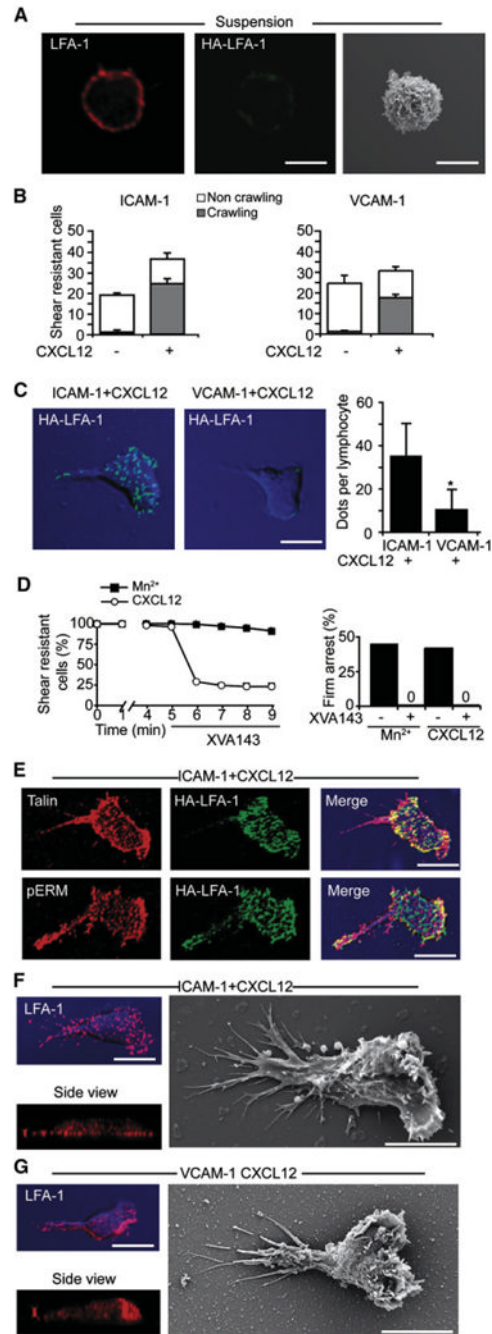 A
Suspension
LFA-1
HA-LFA-1
B
ICAM-1
Non crawling
Crawling
VCAM-1
Shear resistant cells
50
40
30
20
10
0
50
40
30
20
10
0
CXCL12 - +
CXCL12 - +
C
ICAM-1+CXCL12
VCAM-1+CXCL12
HA-LFA-1
HA-LFA-1
Dots per lymphocyte
60
40
20
0
*
ICAM-1 VCAM-1
CXCL12 + +
D
Mn²⁺
CXCL12
Shear resistant
cells (%)
100
75
50
25
0
0 1 4 5 6 7 8 9
Time (min)
XVA143
Firm arrest (%)
50
25
0
0 0
XVA143 - + - +
Mn²⁺ CXCL12
E
ICAM-1+CXCL12
Talin
HA-LFA-1
Merge
pERM
HA-LFA-1
Merge
F
ICAM-1+CXCL12
LFA-1
Side view
G
VCAM-1 CXCL12
LFA-1
Side view